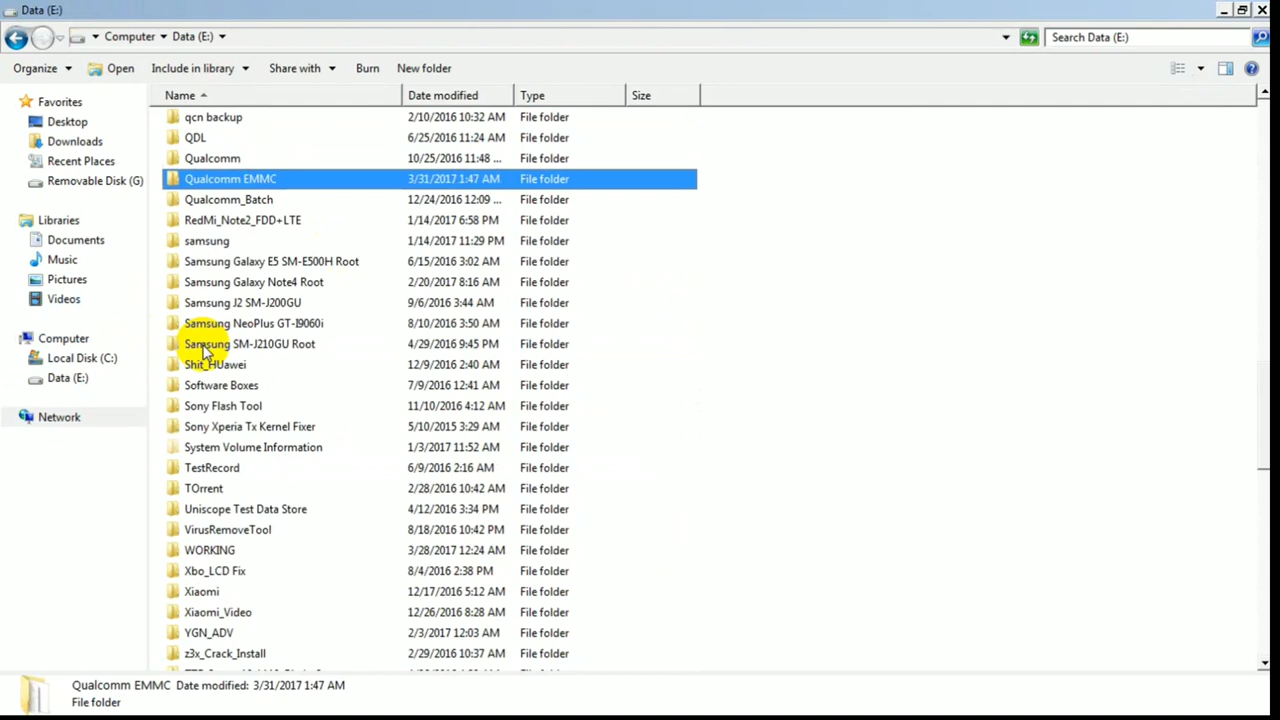 Data (E:)
Computer Data (E:) Search Data (E:)
Organize Open Include in library Share with Burn New folder
Name Date modified Type Size
Favorites
Desktop
Downloads
Recent Places
Removable Disk (G)
Libraries
Documents
Music
Pictures
Videos
Computer
Local Disk (C:)
Data (E:)
Network
qcn backup 2/10/2016 10:32 AM File folder
QDL 6/25/2016 11:24 AM File folder
Qualcomm 10/25/2016 11:48 ... File folder
Qualcomm EMMC 3/31/2017 1:47 AM File folder
Qualcomm_Batch 12/24/2016 12:09 ... File folder
RedMi_Note2_FDD+LTE 1/14/2017 6:58 PM File folder
samsung 1/14/2017 11:29 PM File folder
Samsung Galaxy E5 SM-E500H Root 6/15/2016 3:02 AM File folder
Samsung Galaxy Note4 Root 2/20/2017 8:16 AM File folder
Samsung J2 SM-J200GU 9/6/2016 3:44 AM File folder
Samsung NeoPlus GT-I9060i 8/10/2016 3:50 AM File folder
Samsung SM-J210GU Root 4/29/2016 9:45 PM File folder
Shit_HUawei 12/9/2016 2:40 AM File folder
Software Boxes 7/9/2016 12:41 AM File folder
Sony Flash Tool 11/10/2016 4:12 AM File folder
Sony Xperia Tx Kernel Fixer 5/10/2015 3:29 AM File folder
System Volume Information 1/3/2017 11:52 AM File folder
TestRecord 6/9/2016 2:16 AM File folder
TOrrent 2/28/2016 10:42 AM File folder
Uniscope Test Data Store 4/12/2016 3:34 PM File folder
VirusRemoveTool 8/18/2016 10:42 PM File folder
WORKING 3/28/2017 12:24 AM File folder
Xbo_LCD Fix 8/4/2016 2:38 PM File folder
Xiaomi 12/17/2016 5:12 AM File folder
Xiaomi_Video 12/26/2016 8:28 AM File folder
YGN_ADV 2/3/2017 12:03 AM File folder
z3x_Crack_Install 2/29/2016 10:37 AM File folder
Qualcomm EMMC Date modified: 3/31/2017 1:47 AM
File folder